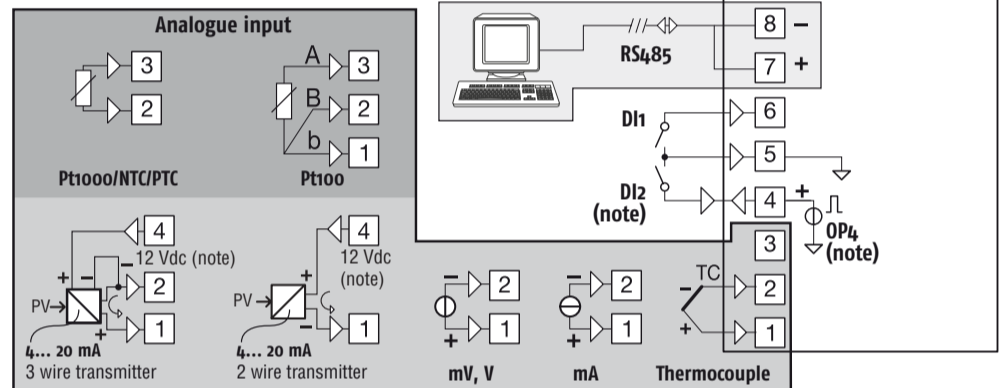 Analogue input
3
2
Pt1000/NTC/PTC
A 3
B 2
b 1
Pt100
RS485
8 −
7 +
DI1
6
5
DI2
(note)
4 +
OP4
(note)
4
12 Vdc (note)
+ − −
2
PV
1
+
4... 20 mA
3 wire transmitter
4
12 Vdc
(note)
+
PV
−
1
4... 20 mA
2 wire transmitter
− 2
+ 1
mV, V
− 2
+ 1
mA
3
TC
− 2
+ 1
Thermocouple